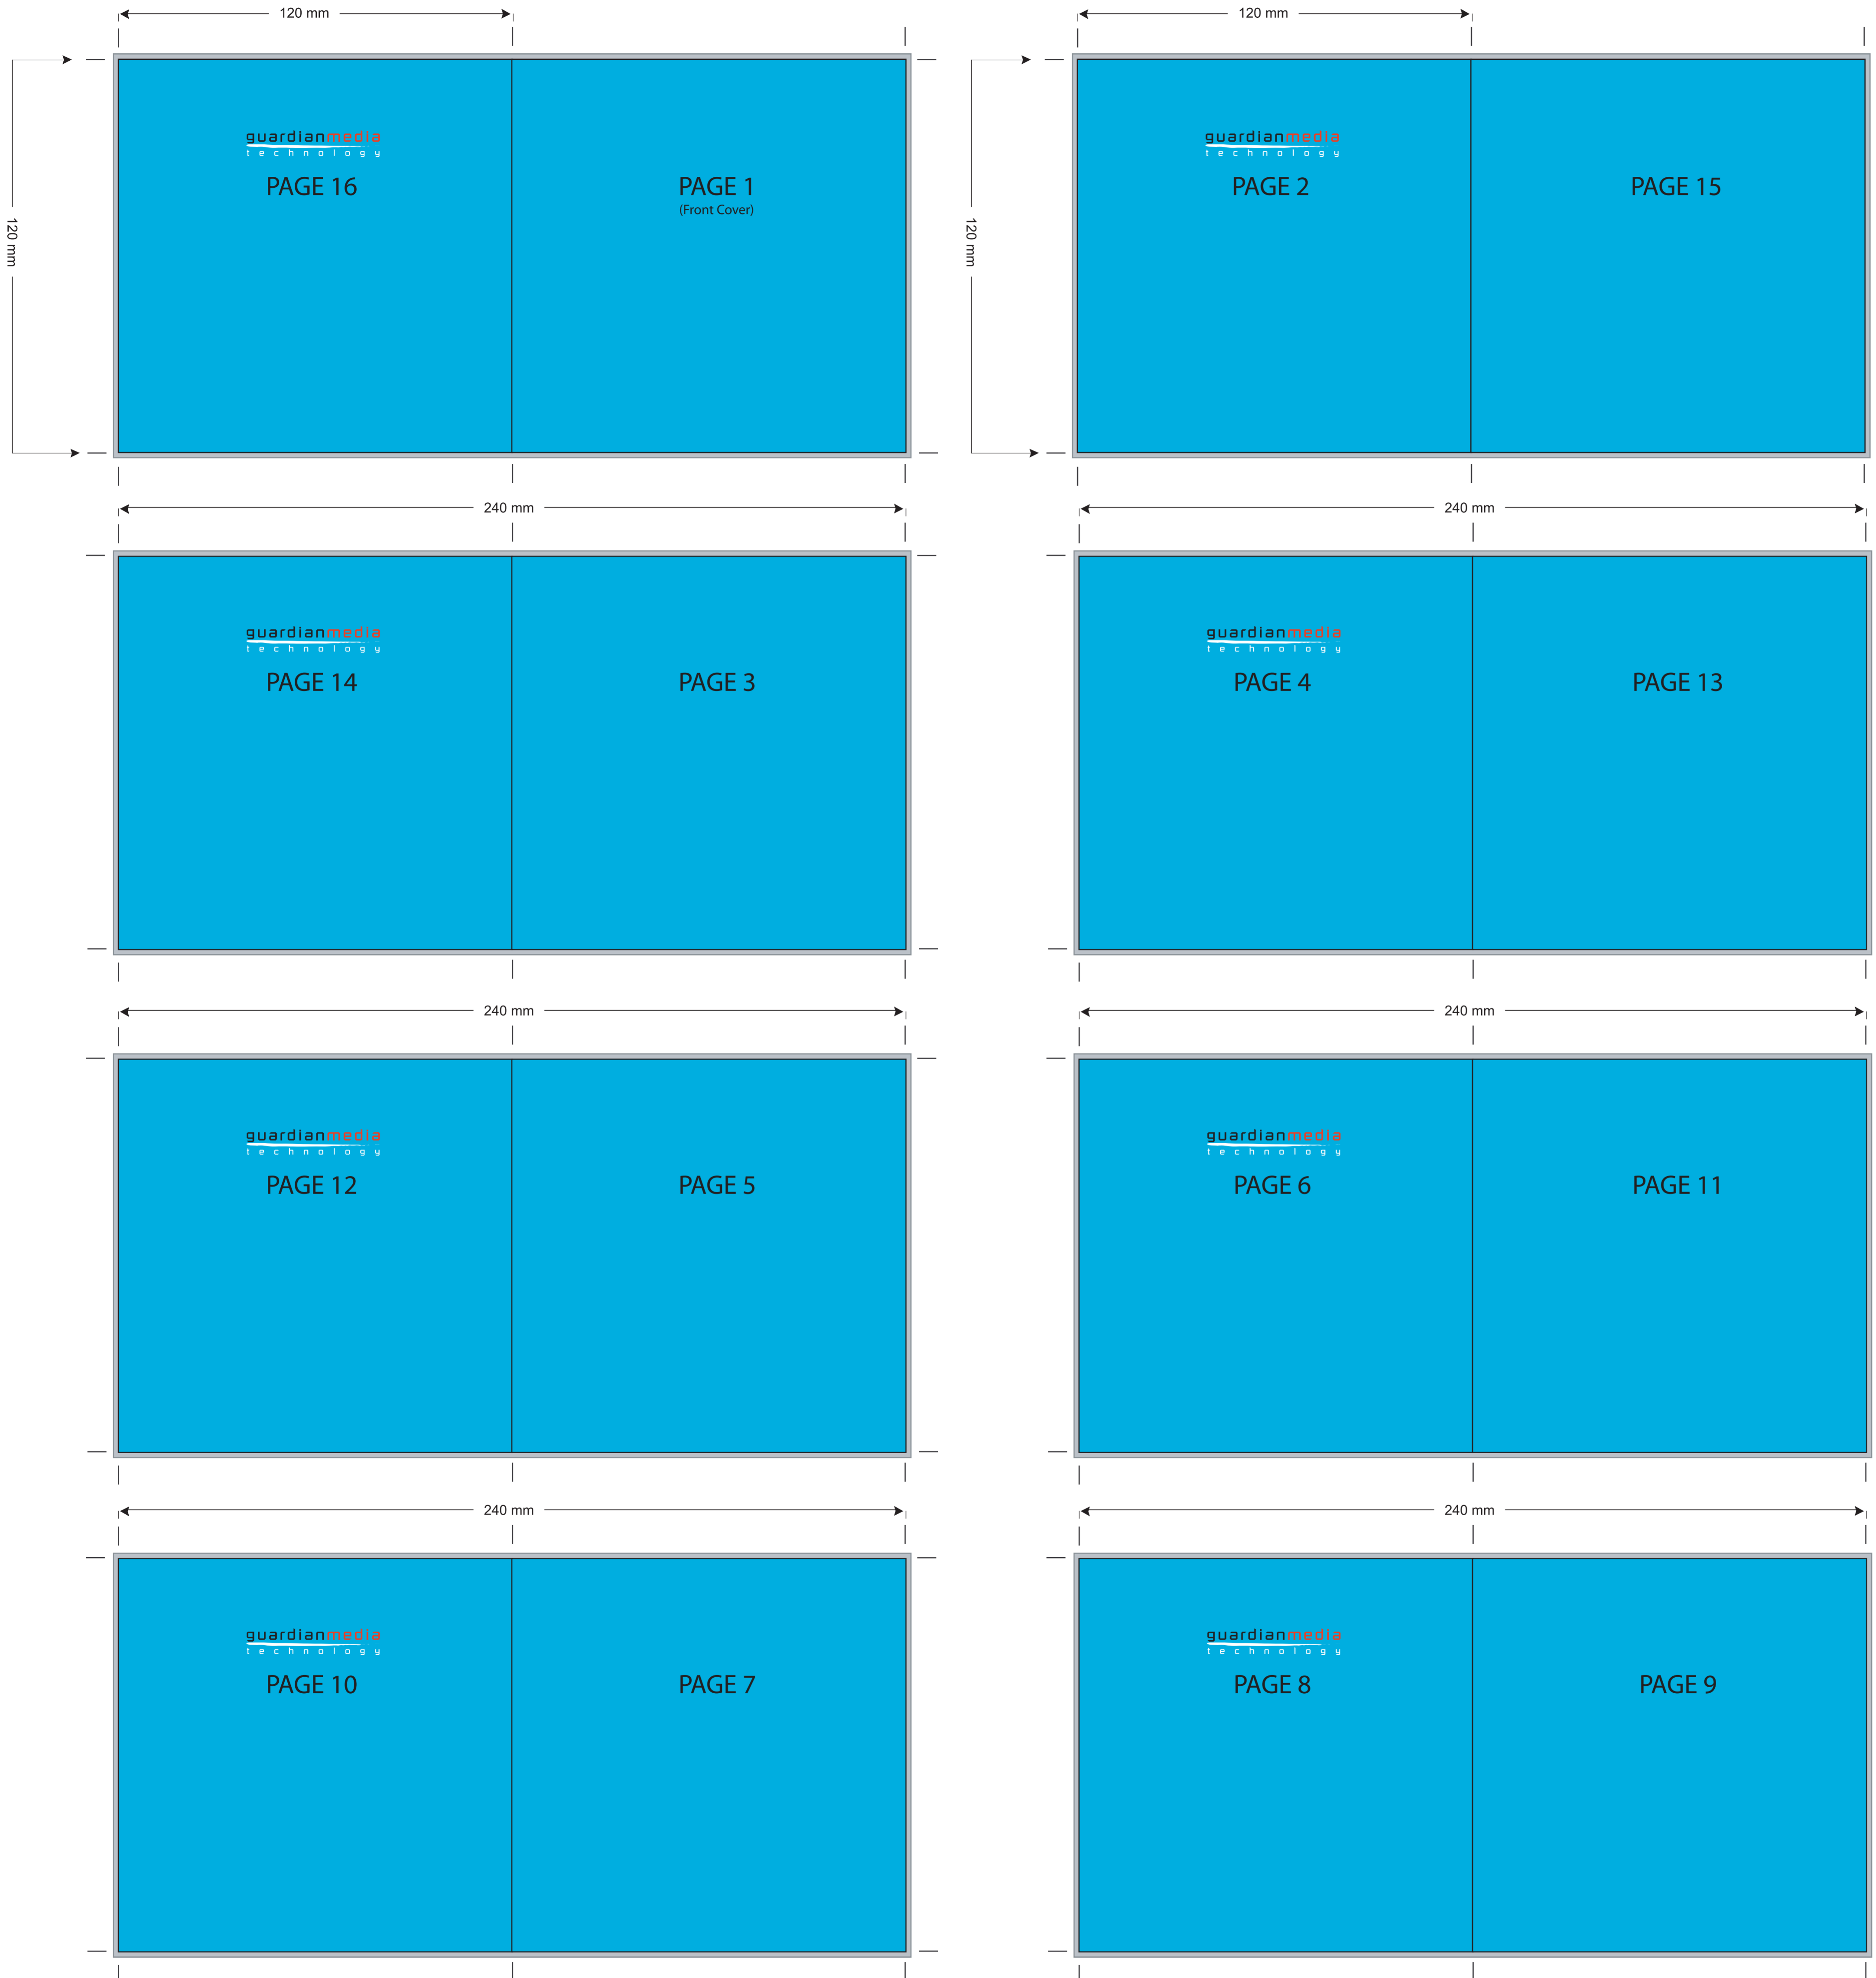 120 mm
120 mm
120 mm
guardianmedia
technology
PAGE 16
PAGE 1
(Front Cover)
120 mm
guardianmedia
technology
PAGE 2
PAGE 15
240 mm
guardianmedia
technology
PAGE 14
PAGE 3
240 mm
guardianmedia
technology
PAGE 4
PAGE 13
240 mm
guardianmedia
technology
PAGE 12
PAGE 5
240 mm
guardianmedia
technology
PAGE 6
PAGE 11
240 mm
guardianmedia
technology
PAGE 10
PAGE 7
240 mm
guardianmedia
technology
PAGE 8
PAGE 9